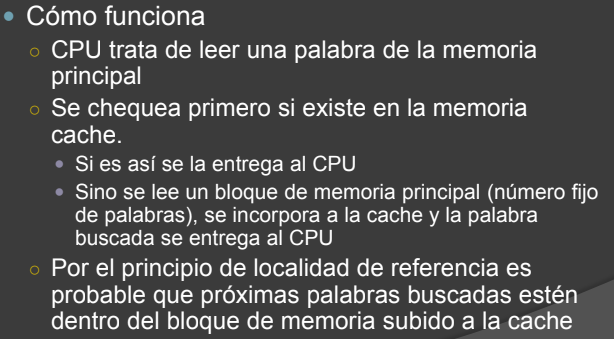 • Cómo funciona
○ CPU trata de leer una palabra de la memoria
principal
○ Se chequea primero si existe en la memoria
cache.
• Si es así se la entrega al CPU
• Sino se lee un bloque de memoria principal (número fijo
de palabras), se incorpora a la cache y la palabra
buscada se entrega al CPU
○ Por el principio de localidad de referencia es
probable que próximas palabras buscadas estén
dentro del bloque de memoria subido a la cache